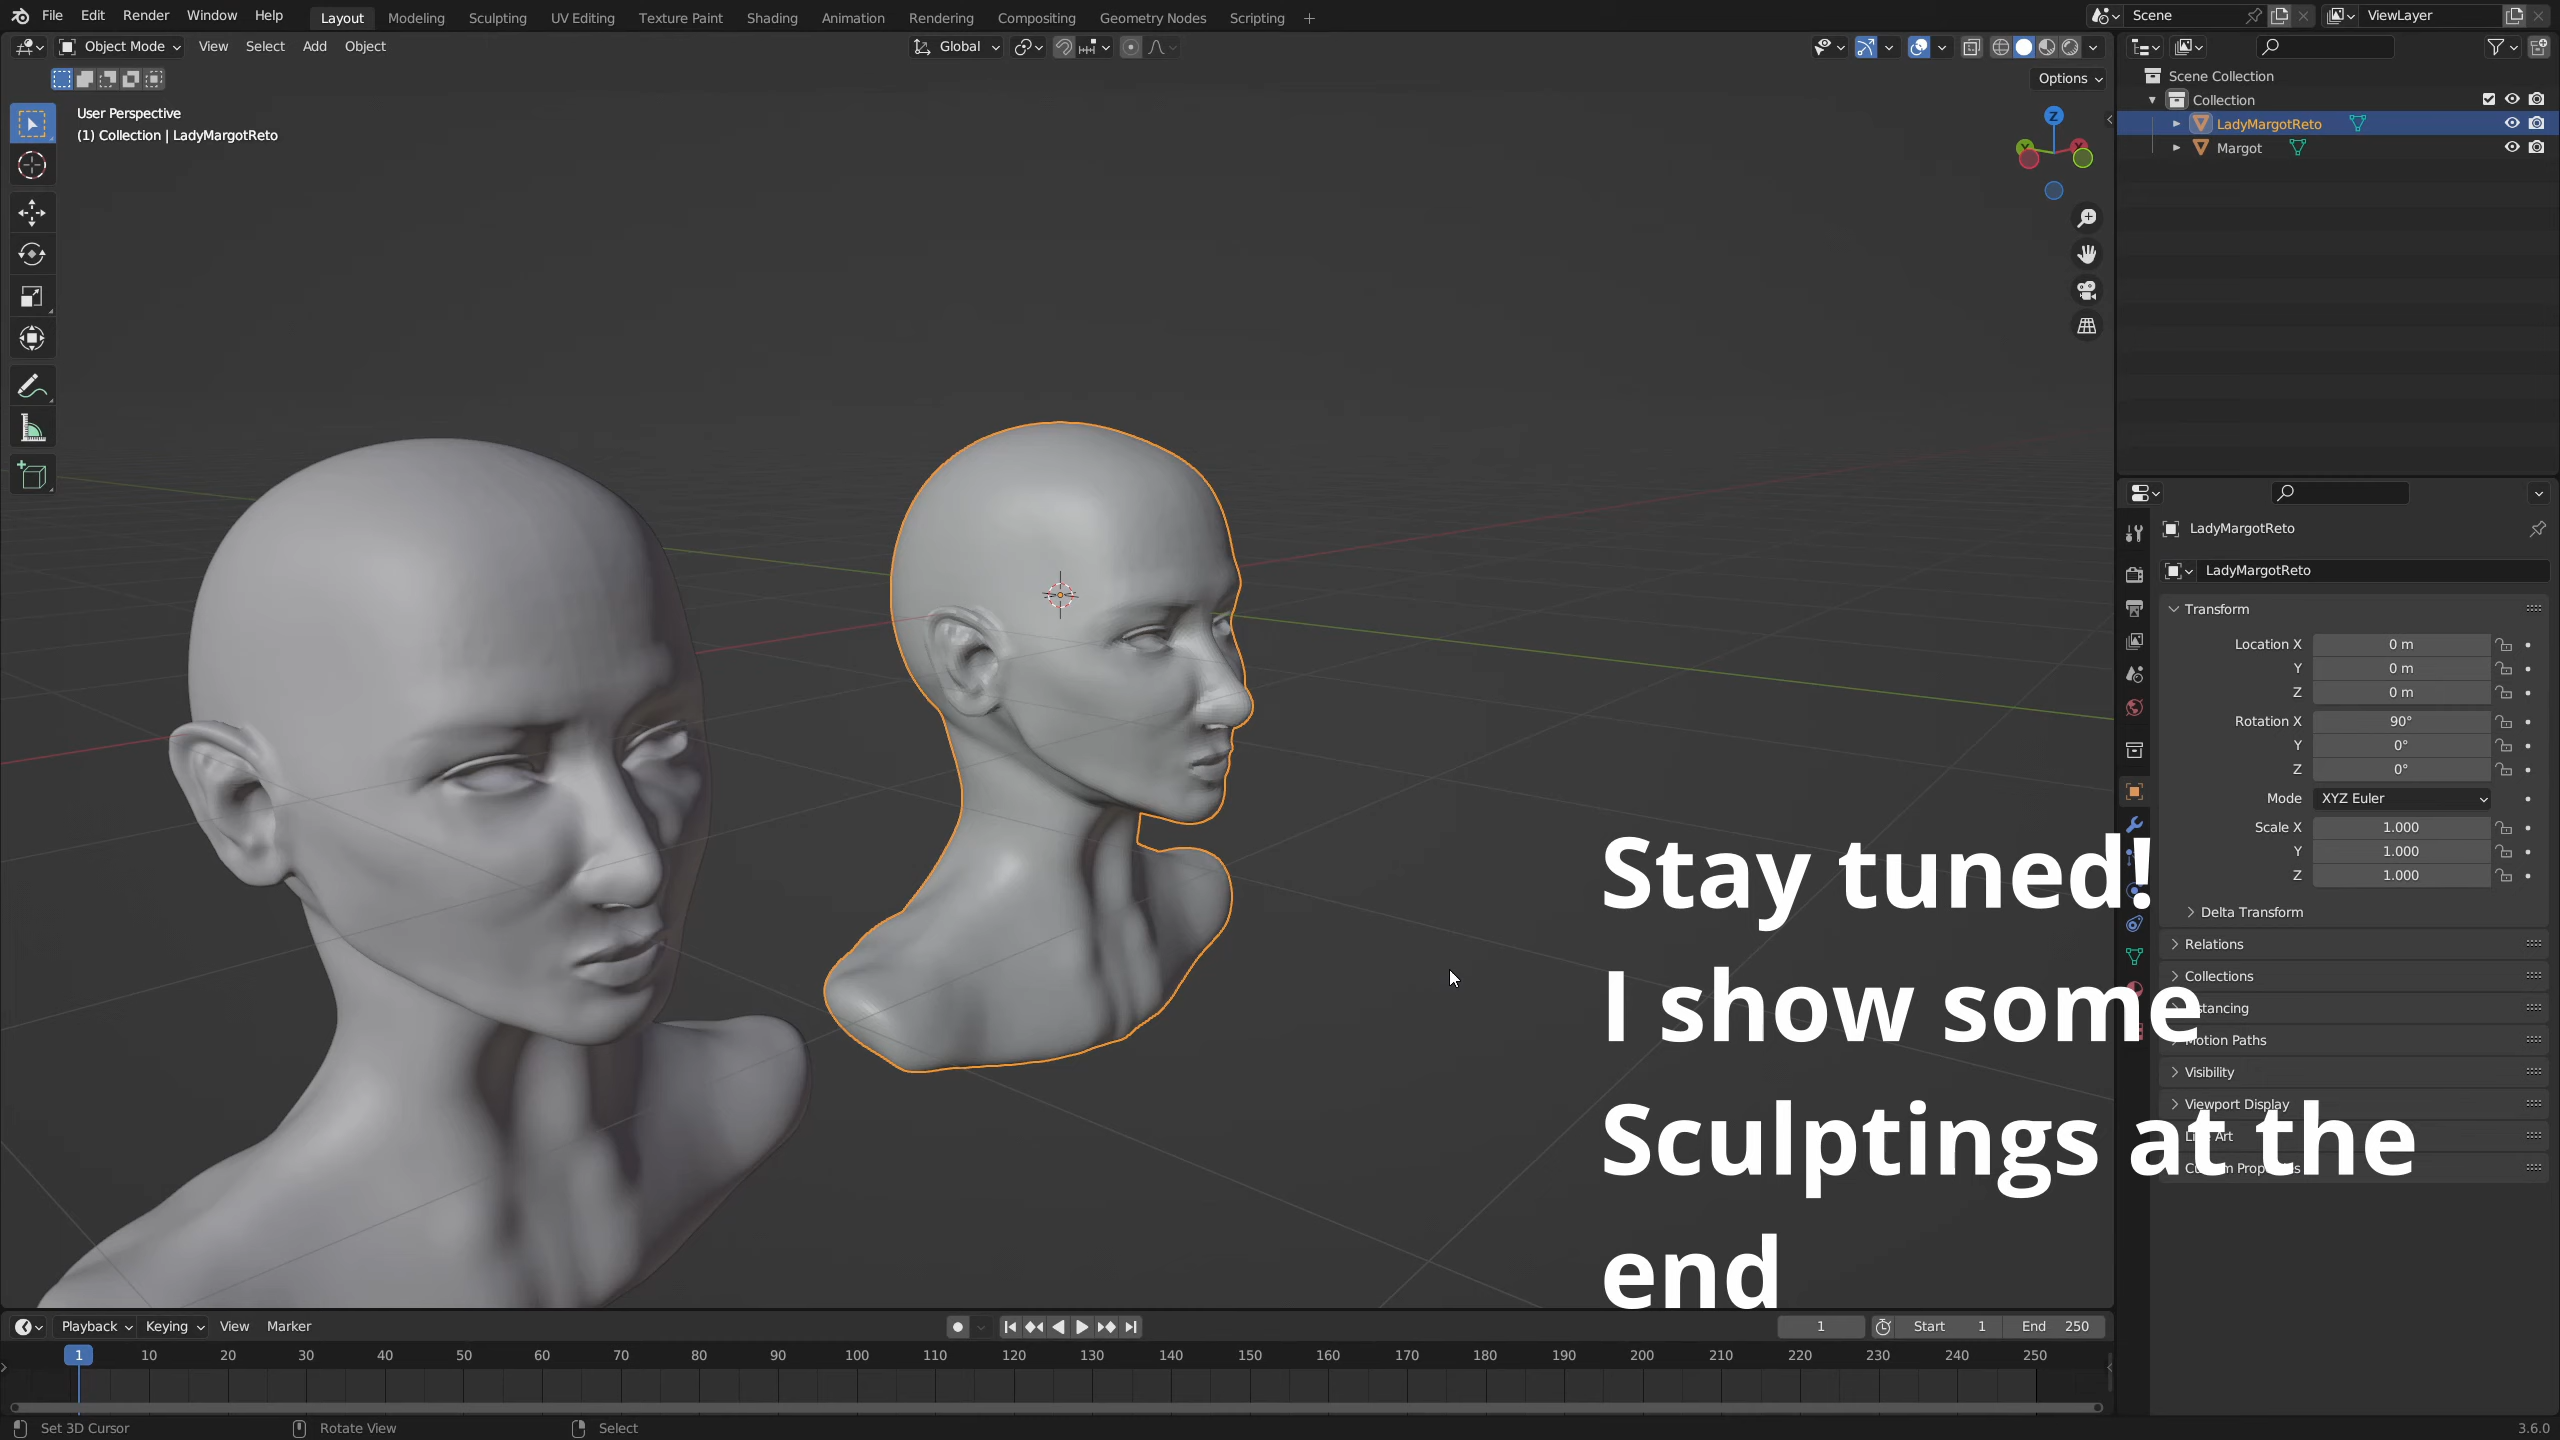 File Edit Render Window Help
Layout Modeling Sculpting UV Editing Texture Paint Shading Animation Rendering Compositing Geometry Nodes Scripting
Scene ViewLayer
Object Mode View Select Add Object
Global
Options
User Perspective
(1) Collection | LadyMargotReto
Z
Y
Scene Collection
Collection
LadyMargotReto
Margot
LadyMargotReto
LadyMargotReto
Transform
Location X 0 m
Y 0 m
Z 0 m
Rotation X 90°
Y 0°
Z 0°
Mode XYZ Euler
Scale X 1.000
Y 1.000
Z 1.000
Delta Transform
Relations
Collections
Motion Paths
Visibility
Viewport Display
Stay tuned!
I show some
Sculptings at the
end
Playback Keying View Marker
1 Start 1 End 250
1 10 20 30 40 50 60 70 80 90 100 110 120 130 140 150 160 170 180 190 200 210 220 230 240 250
Set 3D Cursor Rotate View Select
3.6.0